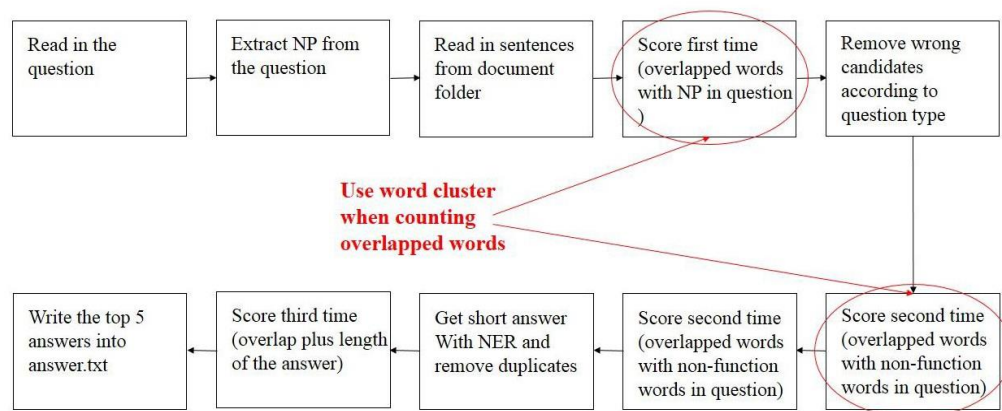 Read in the
question
Extract NP from
the question
Read in sentences
from document
folder
Score first time
(overlapped words
with NP in question
)
Remove wrong
candidates
according to
question type
Use word cluster
when counting
overlapped words
Write the top 5
answers into
answer.txt
Score third time
(overlap plus length
of the answer)
Get short answer
With NER and
remove duplicates
Score second time
(overlapped words
with non-function
words in question)
Score second time
(overlapped words
with non-function
words in question)